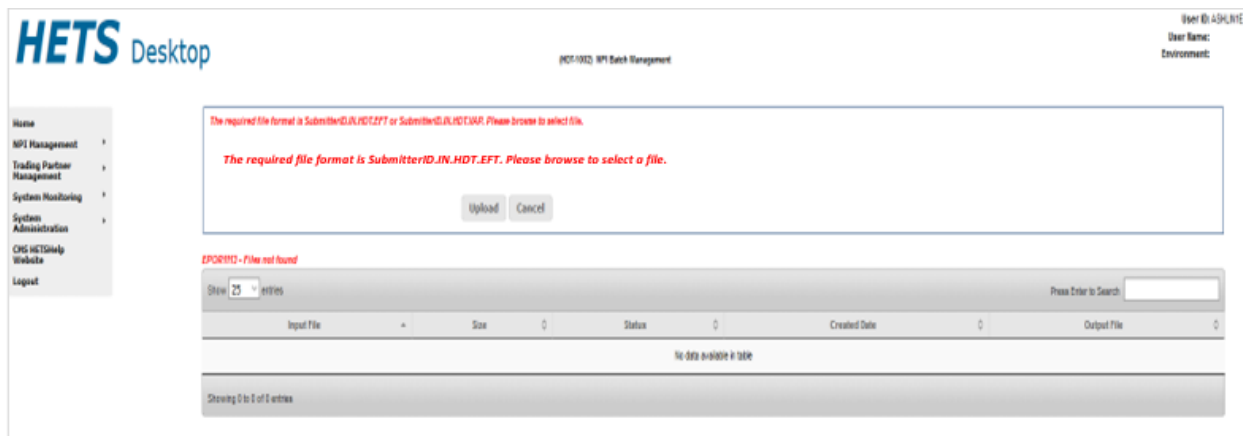 HETS Desktop
User ID: ASHLIN1E
User Name:
Environment:
(HDT-1002) NPI Batch Management
Home
NPI Management
Trading Partner
Management
System Monitoring
System
Administration
CMS HETSHelp
Website
Logout
The required file format is SubmitterID.IN.HDT.EFT or SubmitterID.IN.HDT.VAP. Please browse to select file.
The required file format is SubmitterID.IN.HDT.EFT. Please browse to select a file.
Upload Cancel
EPOR1113 - Files not found
Show 25 entries
Press Enter to Search
Input File Size Status Created Date Output File
No data available in table
Showing 0 to 0 of 0 entries